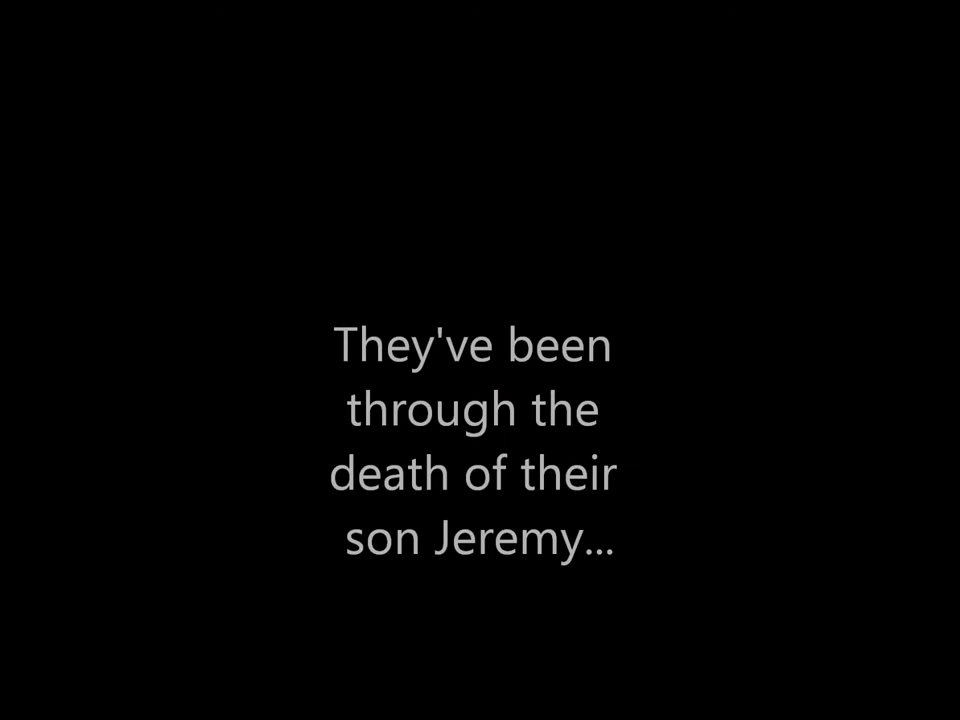 They've been
through the
death of their
son Jeremy...